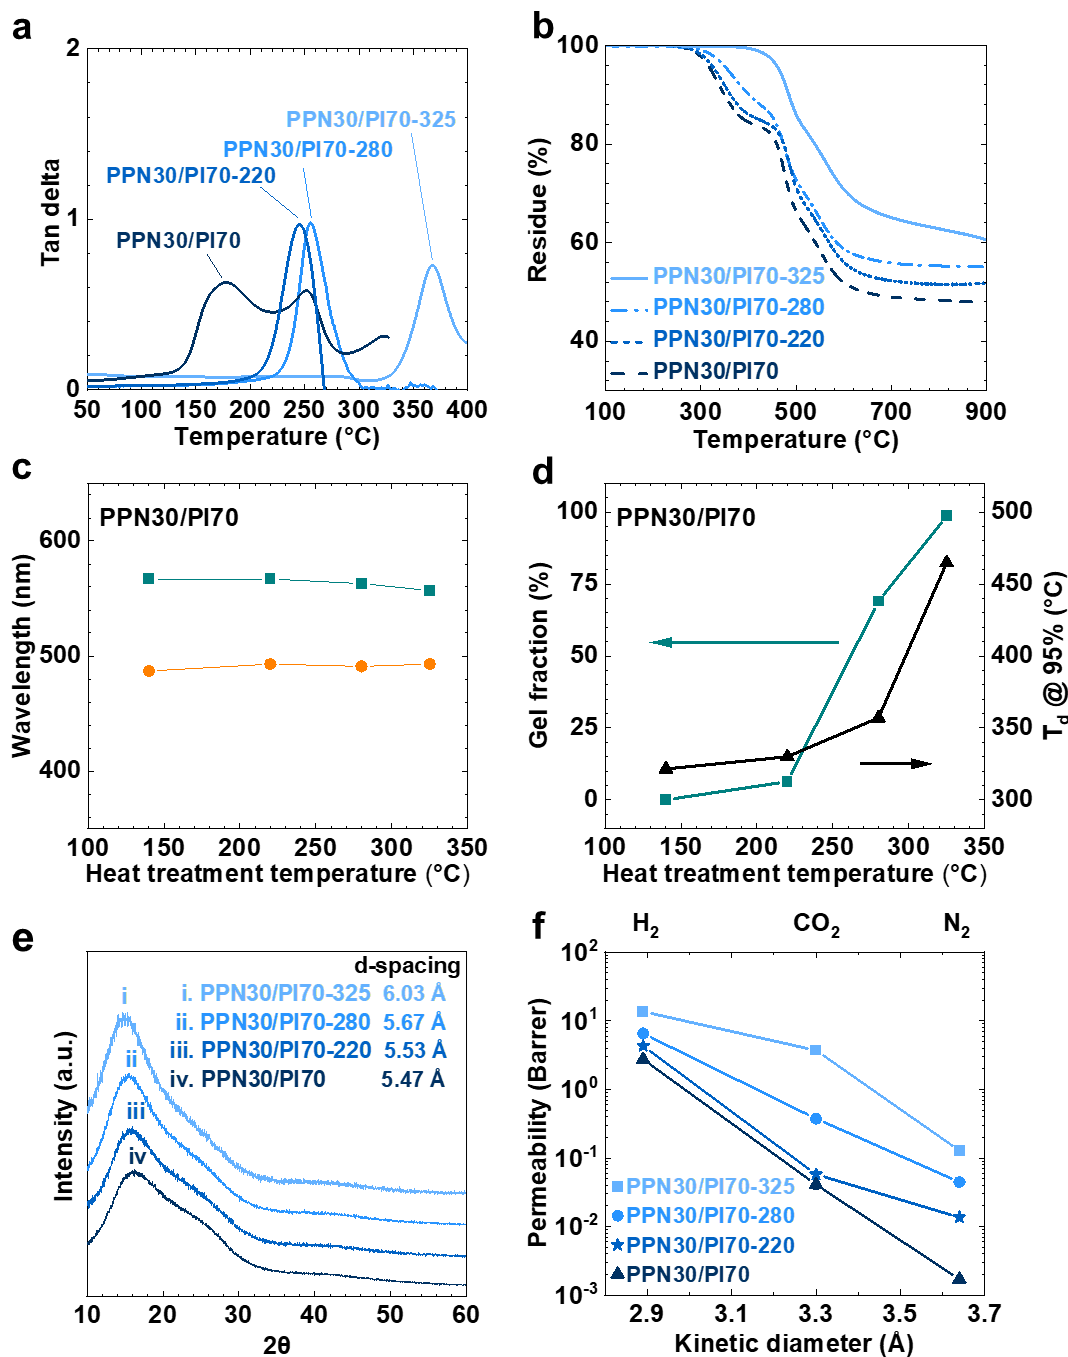 a
2
1
0
Tan delta
PPN30/PI70-325
PPN30/PI70-280
PPN30/PI70-220
PPN30/PI70
50 100 150 200 250 300 350 400
Temperature (°C)
b
100
80
60
40
Residue (%)
PPN30/PI70-325
PPN30/PI70-280
PPN30/PI70-220
PPN30/PI70
100 300 500 700 900
Temperature (°C)
c
PPN30/PI70
600
500
400
Wavelength (nm)
100 150 200 250 300 350
Heat treatment temperature (°C)
d
PPN30/PI70
100
75
50
25
0
Gel fraction (%)
500
450
400
350
300
T_d @ 95% (°C)
100 150 200 250 300 350
Heat treatment temperature (°C)
e
d-spacing
i. PPN30/PI70-325 6.03 Å
ii. PPN30/PI70-280 5.67 Å
iii. PPN30/PI70-220 5.53 Å
iv. PPN30/PI70 5.47 Å
i
ii
iii
iv
Intensity (a.u.)
10 20 30 40 50 60
2θ
f
H₂ CO₂ N₂
10²
10¹
10⁰
10⁻¹
10⁻²
10⁻³
Permeability (Barrer)
PPN30/PI70-325
PPN30/PI70-280
PPN30/PI70-220
PPN30/PI70
2.9 3.1 3.3 3.5 3.7
Kinetic diameter (Å)